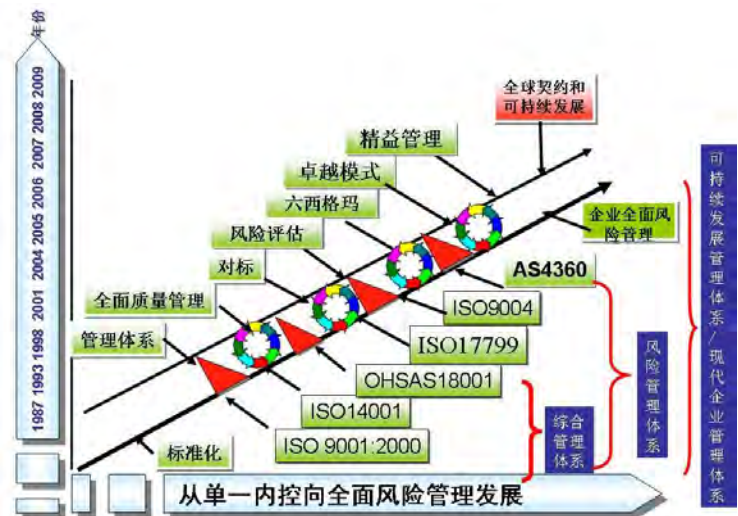 年份
2009
2008
2007
2006
2005
2004
2001
1998
1993
1987
全球契约和
可持续发展
精益管理
卓越模式
六西格玛
风险评估
对标
全面质量管理
管理体系
标准化
企业全面风
险管理
AS4360
ISO9004
ISO17799
OHSAS18001
ISO14001
ISO 9001:2000
综合
管理
体系
风险管理体系
可持续发展管理体系/现代企业管理体系
从单一内控向全面风险管理发展